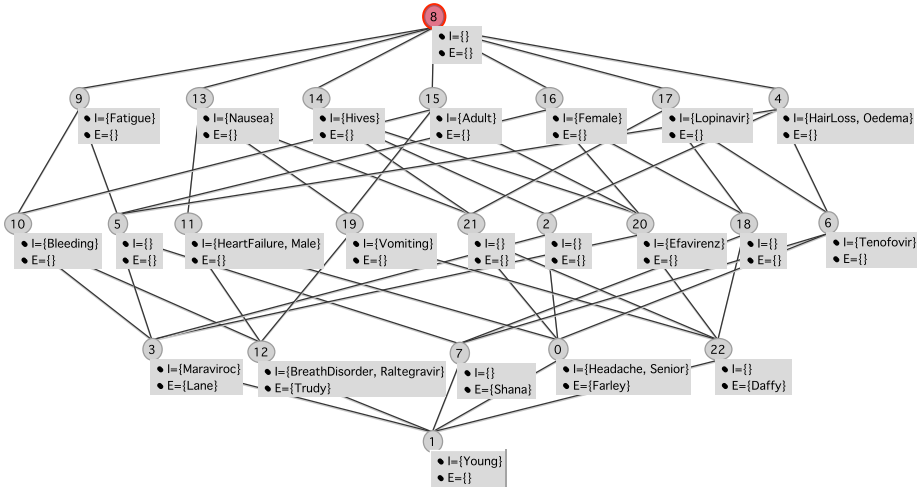 8
I={}
E={}
9
I={Fatigue}
E={}
13
I={Nausea}
E={}
14
I={Hives}
E={}
15
I={Adult}
E={}
16
I={Female}
E={}
17
I={Lopinavir}
E={}
4
I={HairLoss, Oedema}
E={}
10
I={Bleeding}
E={}
5
I={}
E={}
11
I={HeartFailure, Male}
E={}
19
I={Vomiting}
E={}
21
I={}
E={}
2
I={}
E={}
20
I={Efavirenz}
E={}
18
I={}
E={}
6
I={Tenofovir}
E={}
3
I={Maraviroc}
E={Lane}
12
I={BreathDisorder, Raltegravir}
E={Trudy}
7
I={}
E={Shana}
0
I={Headache, Senior}
E={Farley}
22
I={}
E={Daffy}
1
I={Young}
E={}